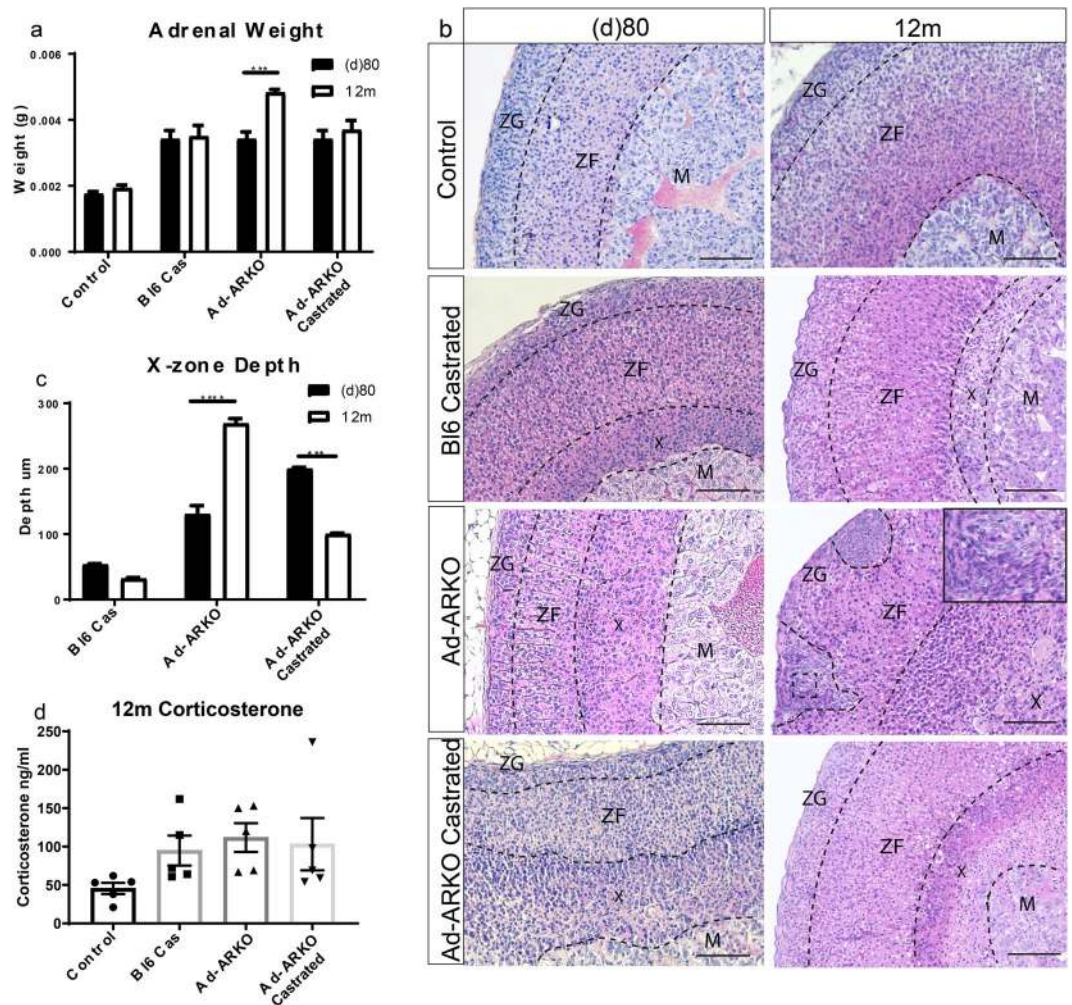 a
Adrenal Weight
Weight (g)
0.006
0.004
0.002
0.000
(d)80
12m
***
Control
Bl6 Cas
Ad-ARKO
Ad-ARKO
Castrated
c
X-zone Depth
Depth um
300
200
100
0
(d)80
12m
****
***
Bl6 Cas
Ad-ARKO
Ad-ARKO
Castrated
d
12m Corticosterone
Corticosterone ng/ml
250
200
150
100
50
0
Control
Bl6 Cas
Ad-ARKO
Ad-ARKO
Castrated
b
(d)80
12m
Control
ZG
ZF
M
ZG
ZF
M
Bl6 Castrated
ZG
ZF
X
M
ZG
ZF
X
M
Ad-ARKO
ZG
ZF
X
M
ZG
ZF
X
Ad-ARKO Castrated
ZG
ZF
X
M
ZG
ZF
X
M